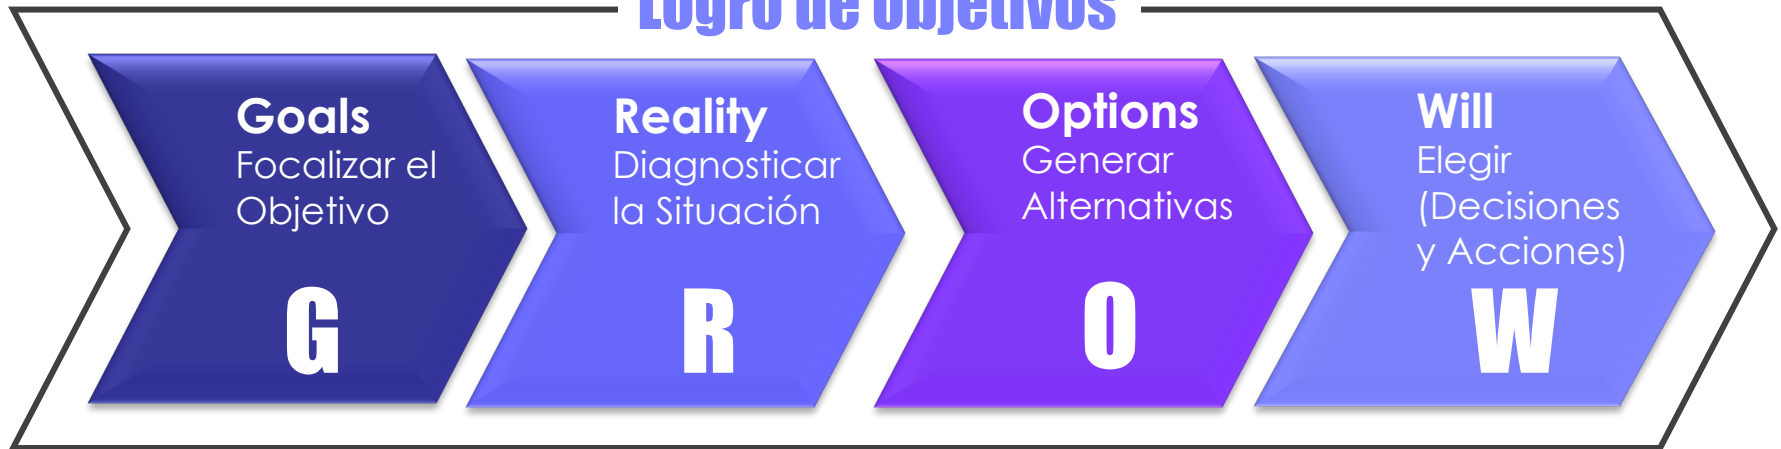 Logro de objetivos
Goals
Focalizar el
Objetivo
G
Reality
Diagnosticar
la Situación
R
Options
Generar
Alternativas
O
Will
Elegir
(Decisiones
y Acciones)
W